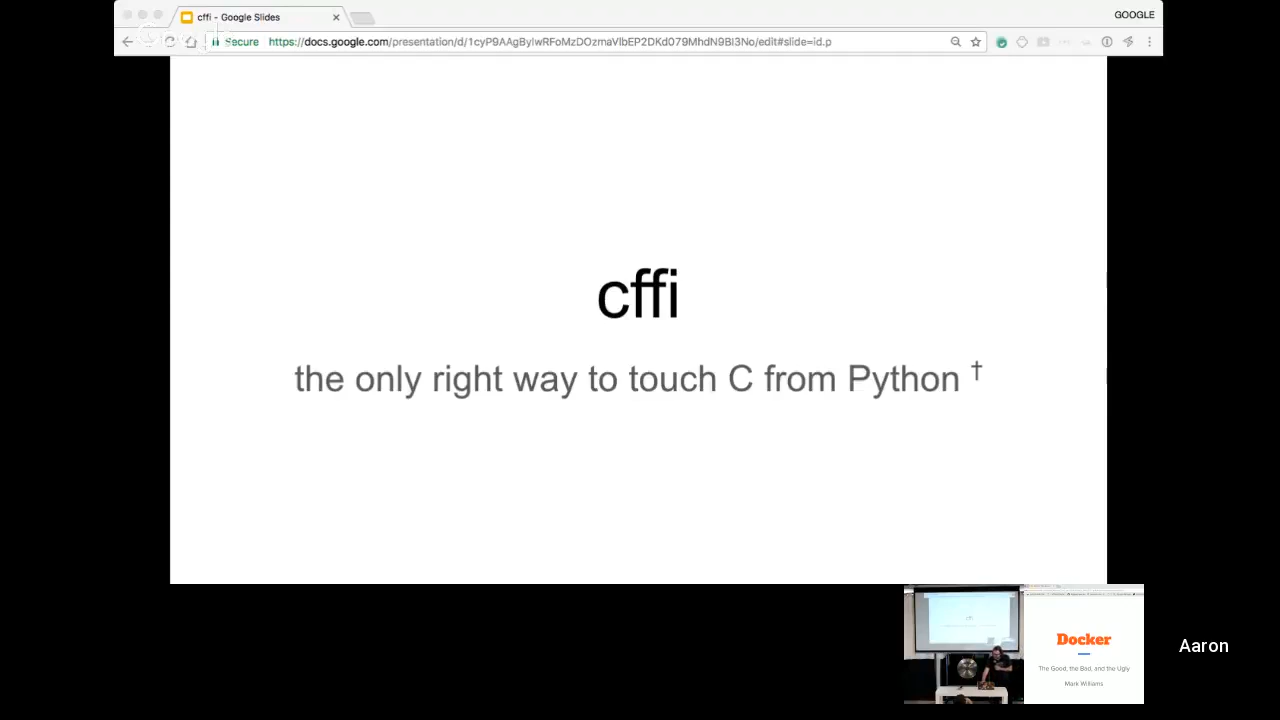 cffi - Google Slides
GOOGLE
Secure https://docs.google.com/presentation/d/1cyP9AAgBylwRFoMzDOzmaVlbEP2DKd079MhdN9Bi3No/edit#slide=id.p
cffi
the only right way to touch C from Python †
Docker
The Good, the Bad, and the Ugly
Mark Williams
Aaron